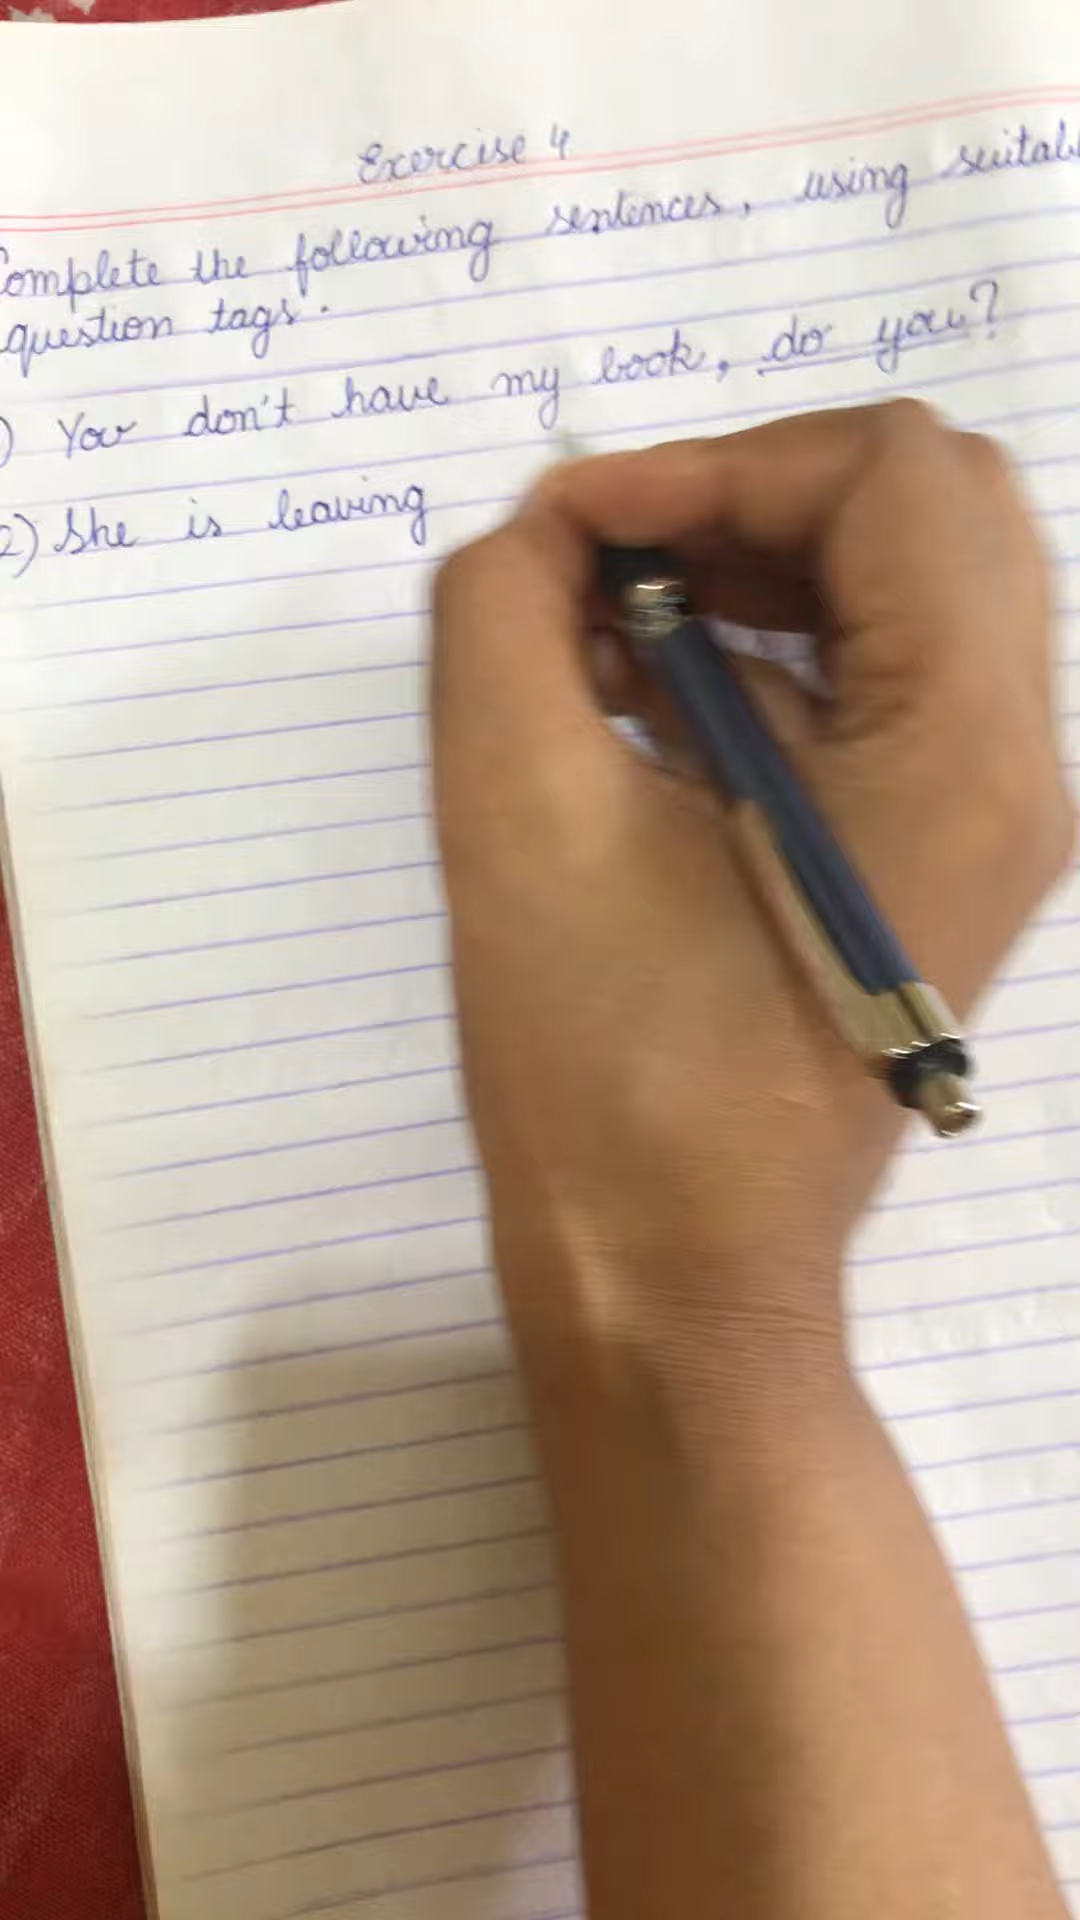 Exercise 4
Complete the following sentences, using
question tags.
You don't have my book, do you?
2) She is leaving